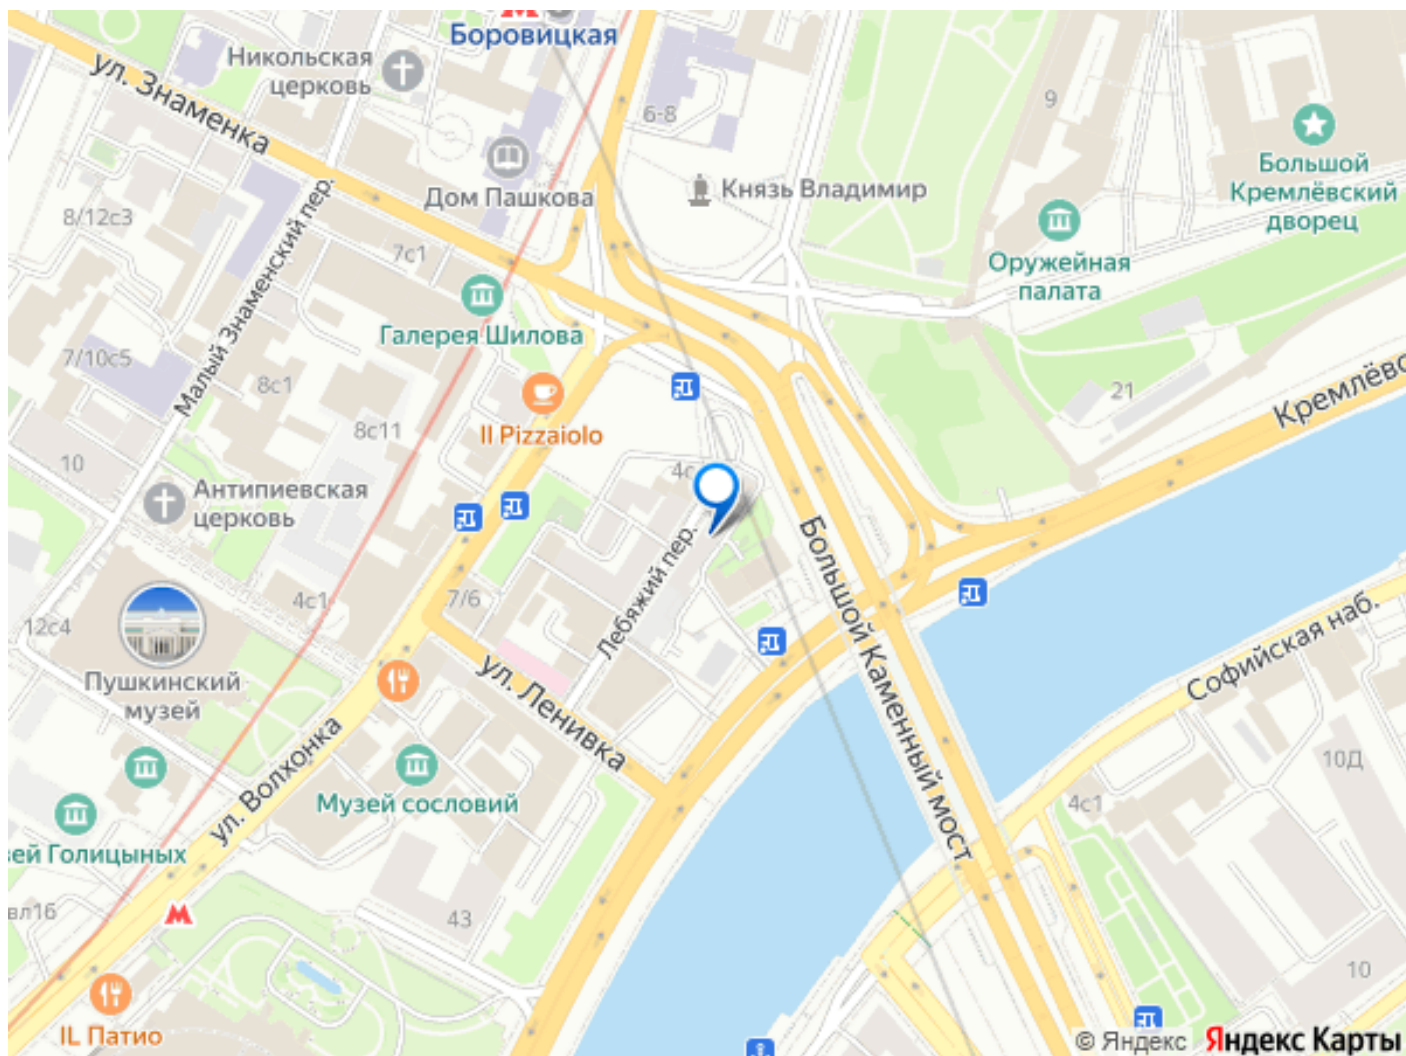 Боровицкая
Никольская
церковь
ул. Знаменка
6-8
9
Большой
Кремлёвский
дворец
Дом Пашкова
Князь Владимир
8/12с3
Малый Знаменский пер.
7с1
Оружейная
палата
Галерея Шилова
7/10с5
8с1
21
Кремлёвс
8с11
Il Pizzaiolo
10
4с
Антипиевская
церковь
Лебяжий пер.
Большой Каменный мост
4с1
7/6
12с4
Софийская наб.
Пушкинский
музей
ул. Ленивка
ул. Волхонка
10Д
Музей сословий
4с1
зей Голицыных
вл16
43
10
IL Патио
© Яндекс Яндекс Карты